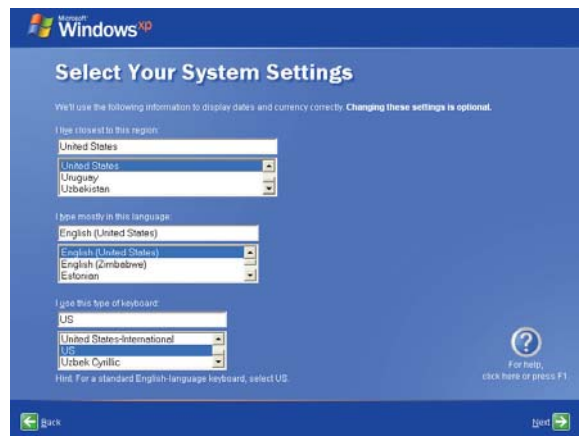 Microsoft
Windows xp
Select Your System Settings
We'll use the following information to display dates and currency correctly. Changing these settings is optional.
I live closest to this region:
United States
United States
Uruguay
Uzbekistan
I type mostly in this language:
English (United States)
English (United States)
English (Zimbabwe)
Estonian
I use this type of keyboard:
US
United States-International
US
Uzbek Cyrillic
Hint: For a standard English-language keyboard, select US.
For help,
click here or press F1.
Back
Next